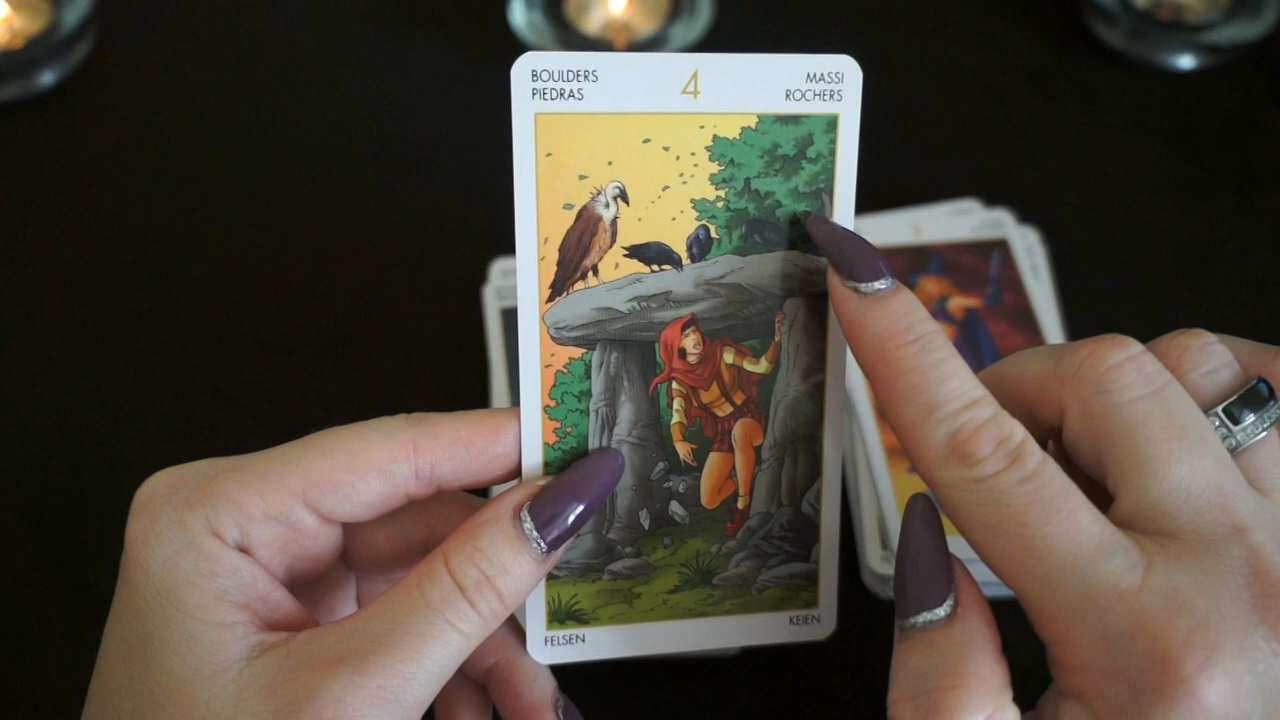 BOULDERS
PIEDRAS
4
MASSI
ROCHERS
FELSEN
KEIEN